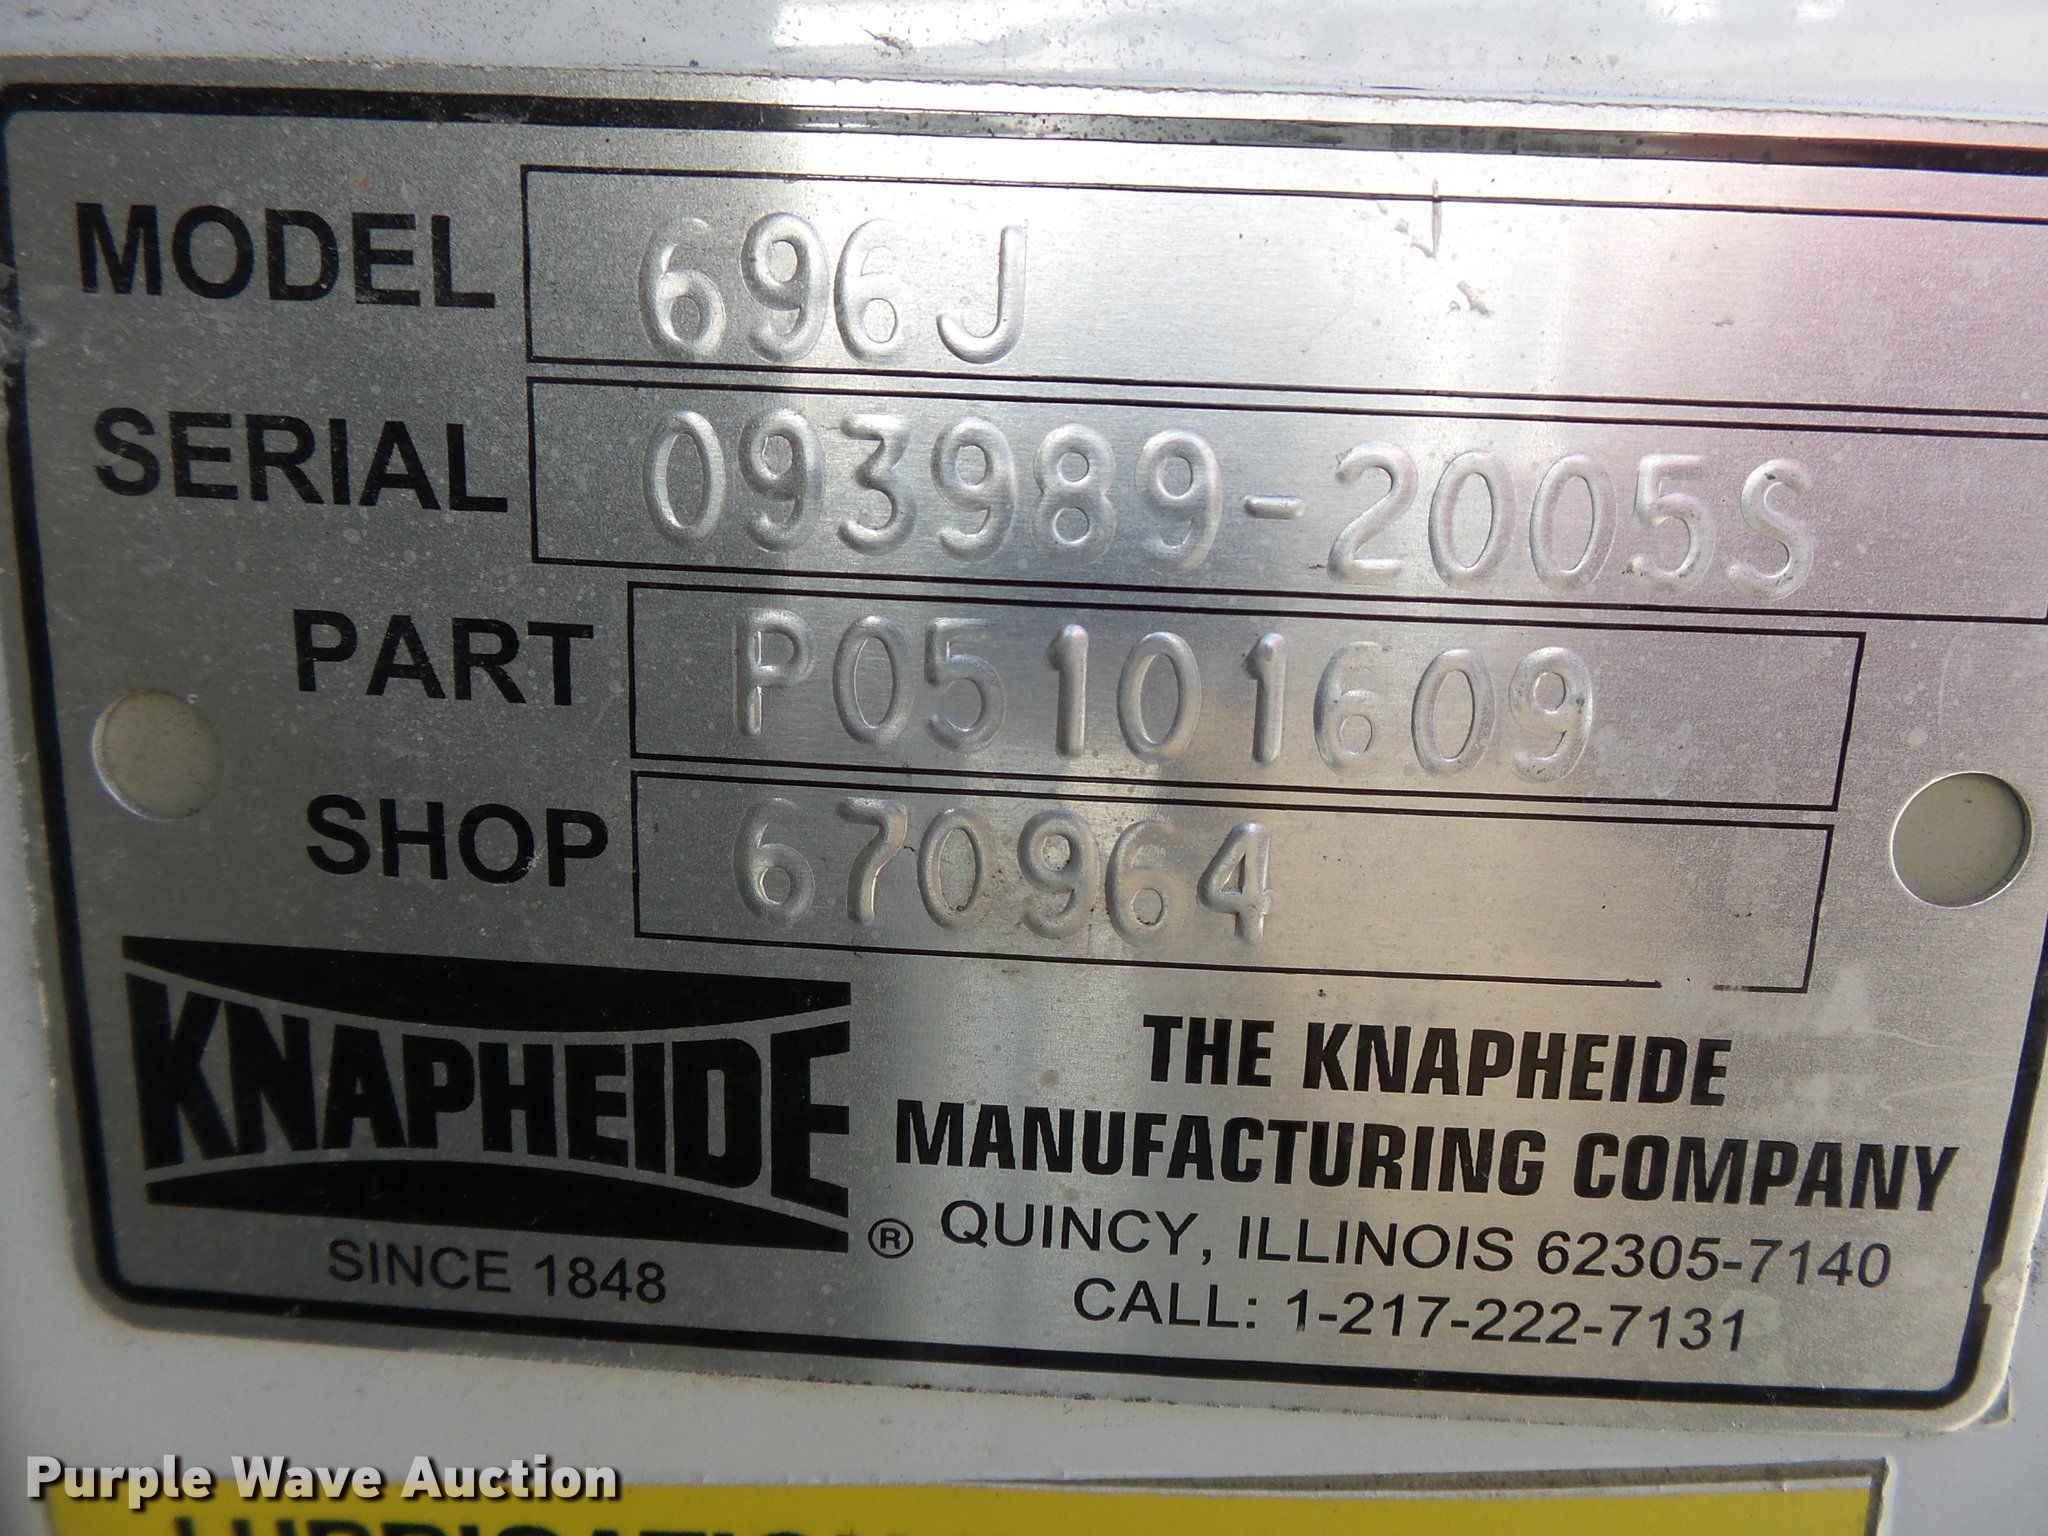 MODEL 696J
SERIAL 093989-2005S
PART P05101609
SHOP 670964
KNAPHEIDE ®
SINCE 1848
THE KNAPHEIDE
MANUFACTURING COMPANY
QUINCY, ILLINOIS 62305-7140
CALL: 1-217-222-7131
Purple Wave Auction
LUBRICATION